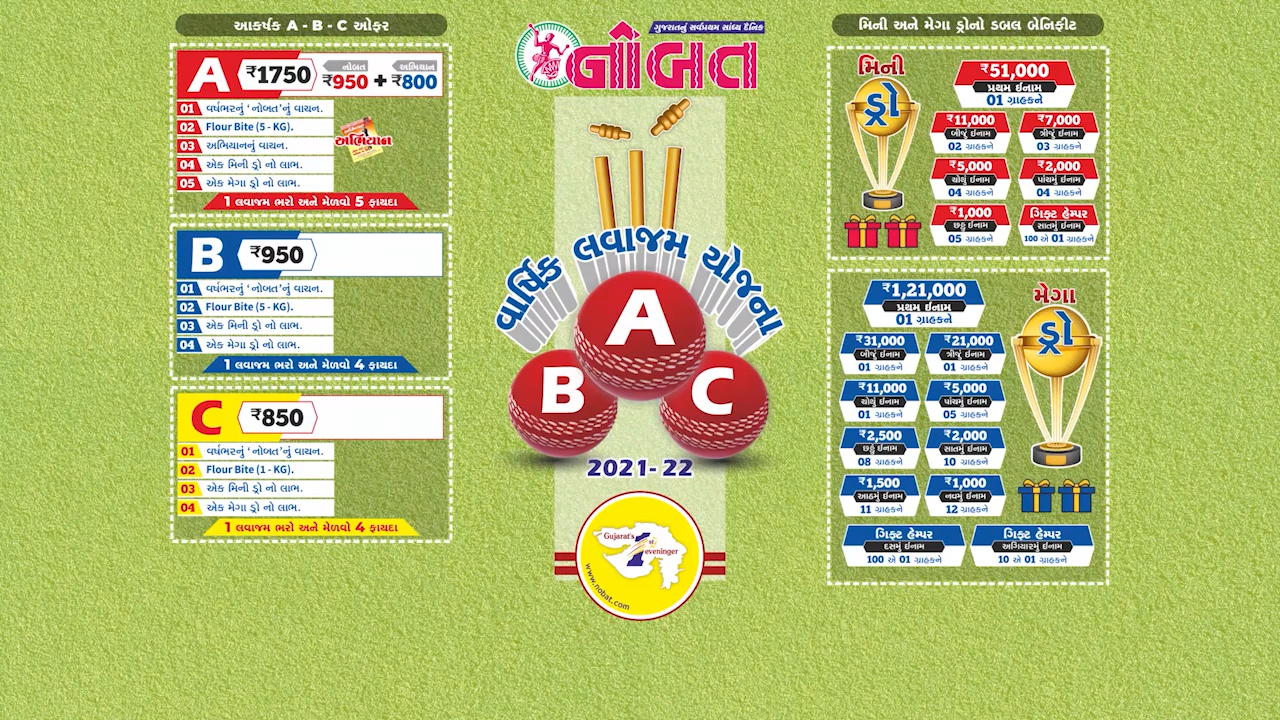 આકર્ષક A - B - C ઓફર
A ₹1750 નોબત ₹950 + અભિયાન ₹800
01 વર્ષભરનું 'નોબત'નું વાચન.
02 Flour Bite (5 - KG).
03 અભિયાનનું વાચન.
04 એક મિની ડ્રો નો લાભ.
05 એક મેગા ડ્રો નો લાભ.
અભિયાન
1 લવાજમ ભરો અને મેળવો 5 ફાયદા
B ₹950
01 વર્ષભરનું 'નોબત'નું વાચન.
02 Flour Bite (5 - KG).
03 એક મિની ડ્રો નો લાભ.
04 એક મેગા ડ્રો નો લાભ.
1 લવાજમ ભરો અને મેળવો 4 ફાયદા
C ₹850
01 વર્ષભરનું 'નોબત'નું વાચન.
02 Flour Bite (1 - KG).
03 એક મિની ડ્રો નો લાભ.
04 એક મેગા ડ્રો નો લાભ.
1 લવાજમ ભરો અને મેળવો 4 ફાયદા
ગુજરાતનું સર્વપ્રથમ સાંધ્ય દૈનિક
નોબત
વાર્ષિક લવાજમ યોજના
A
B C
2021- 22
Gujarat's 1st eveninger
www.nobat.com
મિની અને મેગા ડ્રોનો ડબલ બેનિફીટ
મિની
ડ્રો
₹51,000
પ્રથમ ઈનામ
01 ગ્રાહકને
₹11,000 ₹7,000
બીજું ઈનામ ત્રીજું ઈનામ
02 ગ્રાહકને 03 ગ્રાહકને
₹5,000 ₹2,000
ચોથું ઈનામ પાંચમું ઈનામ
04 ગ્રાહકને 04 ગ્રાહકને
₹1,000 ગિફ્ટ હેમ્પર
છઠ્ઠું ઈનામ સાતમું ઈનામ
05 ગ્રાહકને 100 એ 01 ગ્રાહકને
મેગા
ડ્રો
₹1,21,000
પ્રથમ ઈનામ
01 ગ્રાહકને
₹31,000 ₹21,000
બીજું ઈનામ ત્રીજું ઈનામ
01 ગ્રાહકને 01 ગ્રાહકને
₹11,000 ₹5,000
ચોથું ઈનામ પાંચમું ઈનામ
01 ગ્રાહકને 05 ગ્રાહકને
₹2,500 ₹2,000
છઠ્ઠું ઈનામ સાતમું ઈનામ
08 ગ્રાહકને 10 ગ્રાહકને
₹1,500 ₹1,000
આઠમું ઈનામ નવમું ઈનામ
11 ગ્રાહકને 12 ગ્રાહકને
ગિફ્ટ હેમ્પર ગિફ્ટ હેમ્પર
દસમું ઈનામ અગિયારમું ઈનામ
100 એ 01 ગ્રાહકને 10 એ 01 ગ્રાહકને